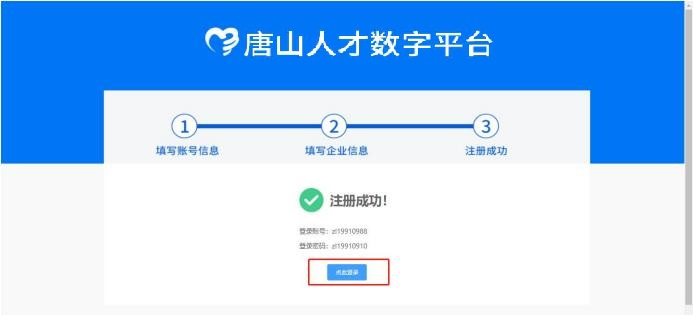 唐山人才数字平台
1 2 3
填写账号信息 填写企业信息 注册成功
注册成功！
登录账号：zl19910988
登录密码：zl19910910
点此登录